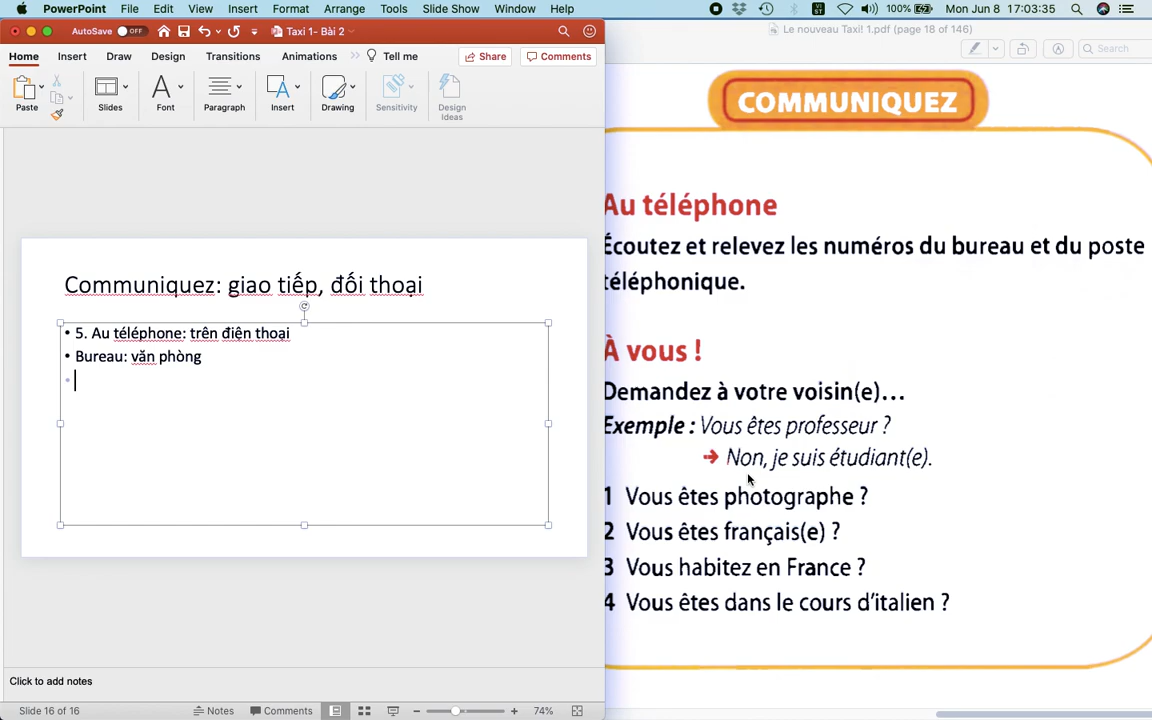 PowerPoint File Edit View Insert Format Arrange Tools Slide Show Window Help 100% Mon Jun 8 17:03:35
AutoSave OFF Taxi 1- Bài 2
Home Insert Draw Design Transitions Animations >> Tell me Share Comments
Paste Slides Font Paragraph Insert Drawing Sensitivity Design Ideas
Communiquez: giao tiếp, đối thoại
• 5. Au téléphone: trên điện thoại
• Bureau: văn phòng
•
Click to add notes
Slide 16 of 16 Notes Comments 74%
Le nouveau Taxi! 1.pdf (page 18 of 146)
Search
COMMUNIQUEZ
Au téléphone
Écoutez et relevez les numéros du bureau et du poste
téléphonique.
À vous !
Demandez à votre voisin(e)...
Exemple : Vous êtes professeur ?
➔ Non, je suis étudiant(e).
1 Vous êtes photographe ?
2 Vous êtes français(e) ?
3 Vous habitez en France ?
4 Vous êtes dans le cours d'italien ?